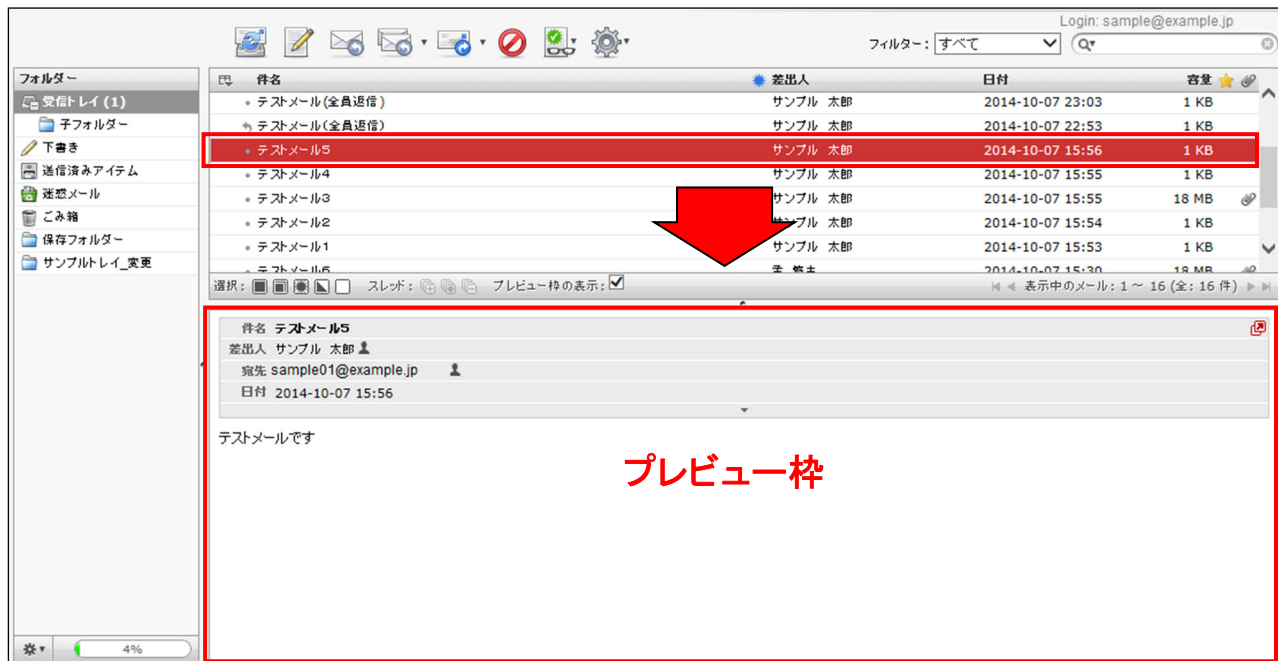 Login: sample@example.jp
フィルター: すべて
フォルダー
受信トレイ (1)
子フォルダー
下書き
送信済みアイテム
迷惑メール
ごみ箱
保存フォルダー
サンプルトレイ_変更
4%
件名 差出人 日付 容量
テストメール(全員返信) サンプル 太郎 2014-10-07 23:03 1 KB
テストメール(全員返信) サンプル 太郎 2014-10-07 22:53 1 KB
テストメール5 サンプル 太郎 2014-10-07 15:56 1 KB
テストメール4 サンプル 太郎 2014-10-07 15:55 1 KB
テストメール3 サンプル 太郎 2014-10-07 15:55 18 MB
テストメール2 サンプル 太郎 2014-10-07 15:54 1 KB
テストメール1 サンプル 太郎 2014-10-07 15:53 1 KB
テストメール6 2014-10-07 15:30 18 MB
選択: スレッド: プレビュー枠の表示: 表示中のメール: 1 ~ 16 (全: 16 件)
件名 テストメール5
差出人 サンプル 太郎
宛先 sample01@example.jp
日付 2014-10-07 15:56
テストメールです
プレビュー枠